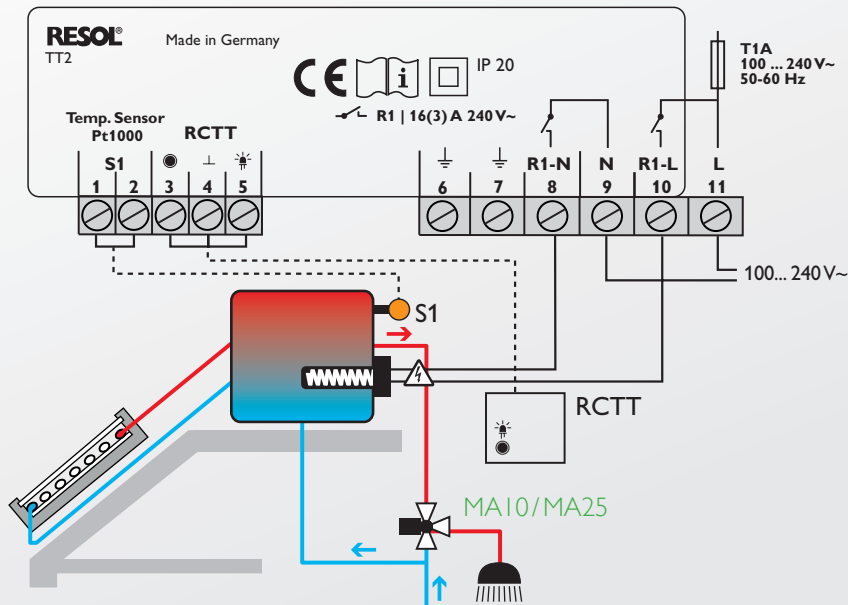 RESOL®
TT2
Made in Germany
CE
i
IP 20
R1 | 16(3) A 240 V~
T1A
100 ... 240 V~
50-60 Hz
Temp. Sensor
Pt1000
RCTT
S1
R1-N N R1-L L
1 2 3 4 5 6 7 8 9 10 11
100... 240 V~
S1
RCTT
MA10/MA25